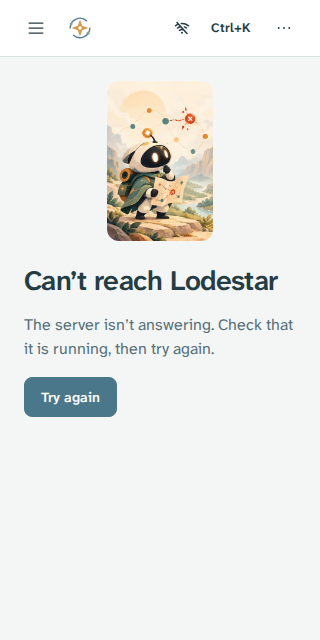 Ctrl+K
Can’t reach Lodestar
The server isn’t answering. Check that
it is running, then try again.
Try again